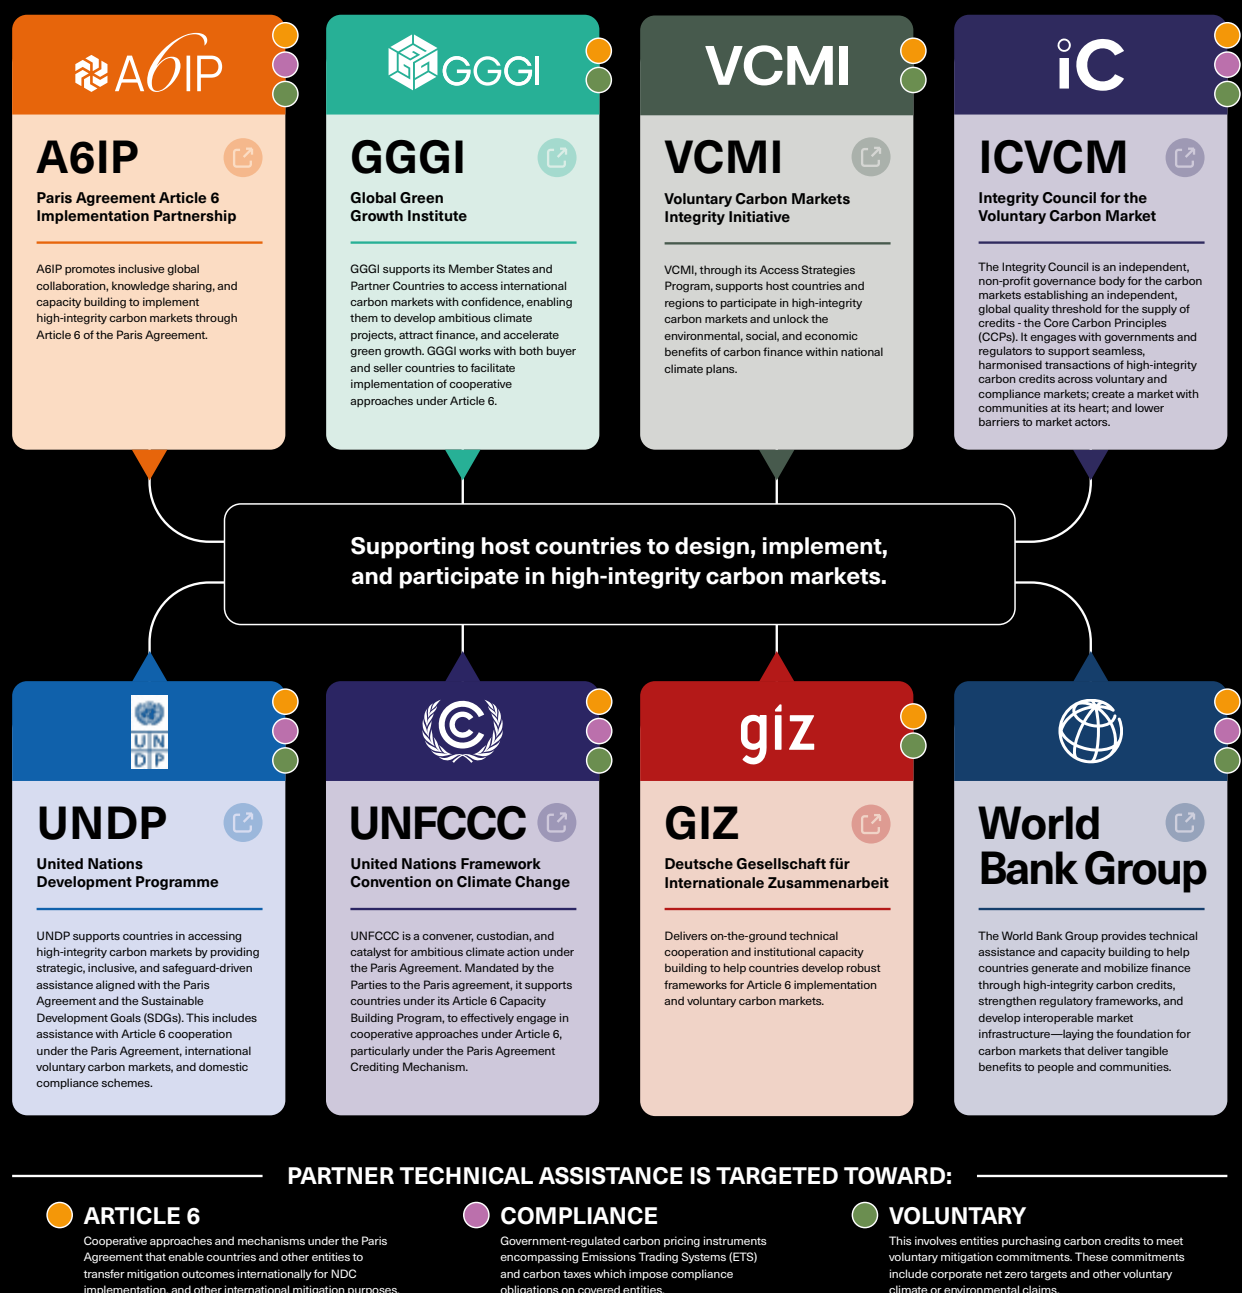 A6IP
GGGI
VCMI
iC
A6IP
Paris Agreement Article 6
Implementation Partnership
A6IP promotes inclusive global
collaboration, knowledge sharing, and
capacity building to implement
high-integrity carbon markets through
Article 6 of the Paris Agreement.
GGGI
Global Green
Growth Institute
GGGI supports its Member States and
Partner Countries to access international
carbon markets with confidence, enabling
them to develop ambitious climate
projects, attract finance, and accelerate
green growth. GGGI works with both buyer
and seller countries to facilitate
implementation of cooperative
approaches under Article 6.
VCMI
Voluntary Carbon Markets
Integrity Initiative
VCMI, through its Access Strategies
Program, supports host countries and
regions to participate in high-integrity
carbon markets and unlock the
environmental, social, and economic
benefits of carbon finance within national
climate plans.
ICVCM
Integrity Council for the
Voluntary Carbon Market
The Integrity Council is an independent,
non-profit governance body for the carbon
markets establishing an independent,
global quality threshold for the supply of
credits - the Core Carbon Principles
(CCPs). It engages with governments and
regulators to support seamless,
harmonised transactions of high-integrity
carbon credits across voluntary and
compliance markets; create a market with
communities at its heart; and lower
barriers to market actors.
Supporting host countries to design, implement,
and participate in high-integrity carbon markets.
UN
DP
giz
UNDP
United Nations
Development Programme
UNDP supports countries in accessing
high-integrity carbon markets by providing
strategic, inclusive, and safeguard-driven
assistance aligned with the Paris
Agreement and the Sustainable
Development Goals (SDGs). This includes
assistance with Article 6 cooperation
under the Paris Agreement, international
voluntary carbon markets, and domestic
compliance schemes.
UNFCCC
United Nations Framework
Convention on Climate Change
UNFCCC is a convener, custodian, and
catalyst for ambitious climate action under
the Paris Agreement. Mandated by the
Parties to the Paris agreement, it supports
countries under its Article 6 Capacity
Building Program, to effectively engage in
cooperative approaches under Article 6,
particularly under the Paris Agreement
Crediting Mechanism.
GIZ
Deutsche Gesellschaft für
Internationale Zusammenarbeit
Delivers on-the-ground technical
cooperation and institutional capacity
building to help countries develop robust
frameworks for Article 6 implementation
and voluntary carbon markets.
World
Bank Group
The World Bank Group provides technical
assistance and capacity building to help
countries generate and mobilize finance
through high-integrity carbon credits,
strengthen regulatory frameworks, and
develop interoperable market
infrastructure—laying the foundation for
carbon markets that deliver tangible
benefits to people and communities.
PARTNER TECHNICAL ASSISTANCE IS TARGETED TOWARD:
ARTICLE 6
Cooperative approaches and mechanisms under the Paris
Agreement that enable countries and other entities to
transfer mitigation outcomes internationally for NDC
implementation, and other international mitigation purposes.
COMPLIANCE
Government-regulated carbon pricing instruments
encompassing Emissions Trading Systems (ETS)
and carbon taxes which impose compliance
obligations on covered entities.
VOLUNTARY
This involves entities purchasing carbon credits to meet
voluntary mitigation commitments. These commitments
include corporate net zero targets and other voluntary
climate or environmental claims.